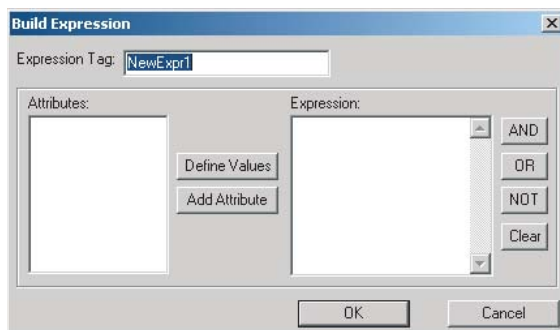 Build Expression
Expression Tag: NewExpr1
Attributes:
Expression:
Define Values
Add Attribute
AND
OR
NOT
Clear
OK
Cancel